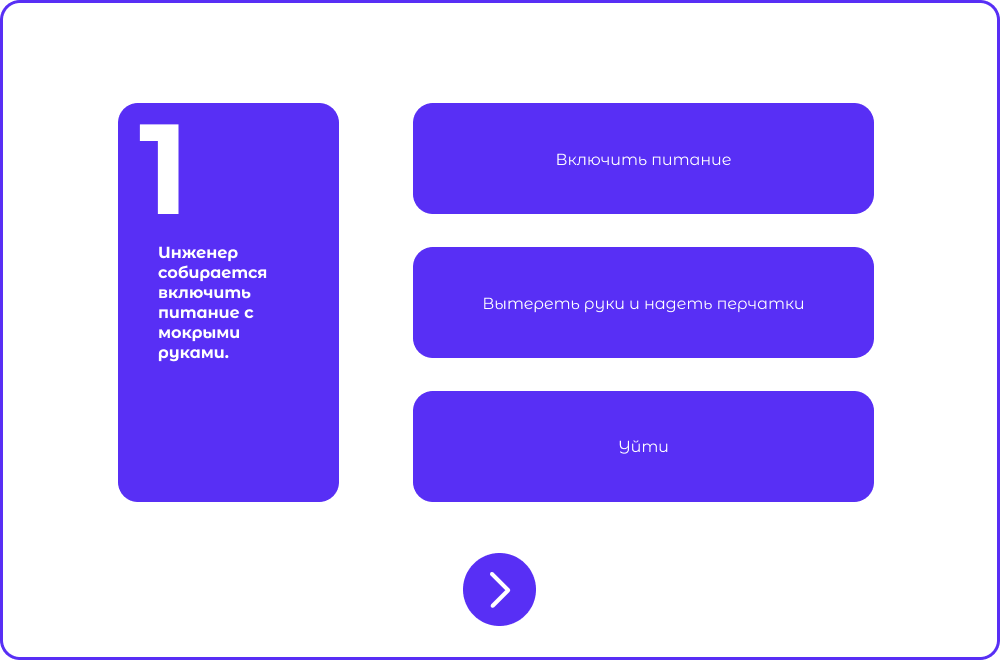 1
Инженер
собирается
включить
питание с
мокрыми
руками.
Включить питание
Вытереть руки и надеть перчатки
Уйти